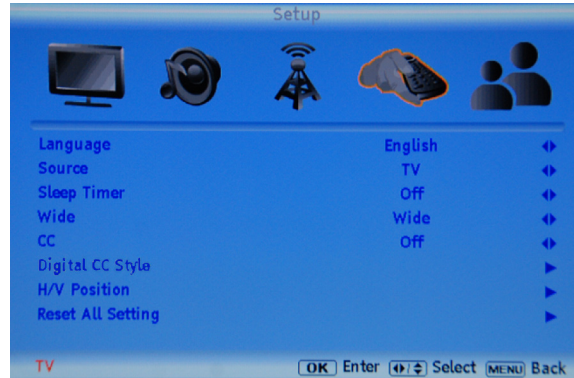 Setup
Language English
Source TV
Sleep Timer Off
Wide Wide
CC Off
Digital CC Style
H/V Position
Reset All Setting
TV OK Enter Select MENU Back